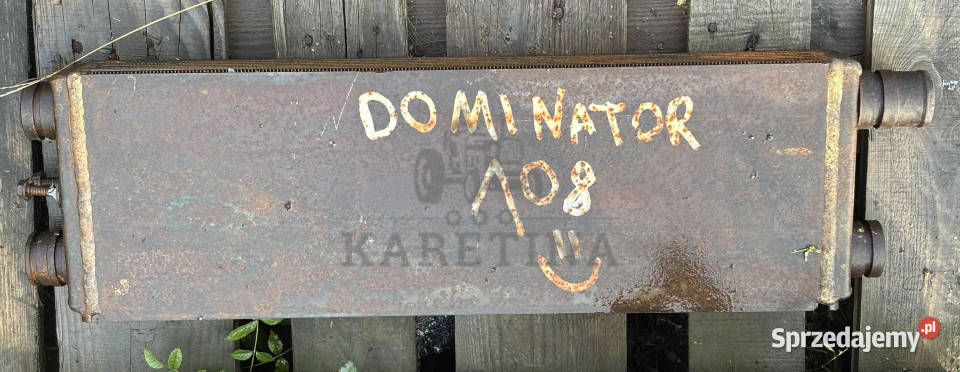 DOMINATOR
108
KARETINA
Sprzedajemy.pl